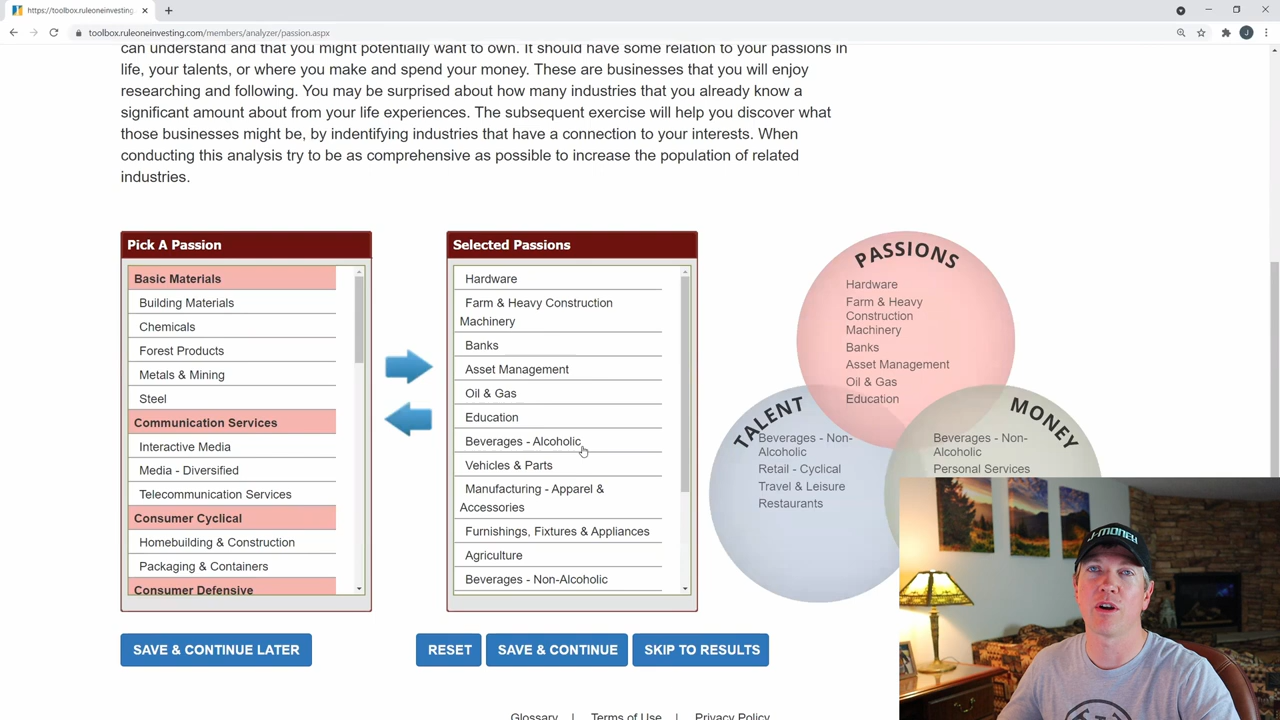 https://toolbox.ruleoneinvesting.
toolbox.ruleoneinvesting.com/members/analyzer/passion.aspx
J
can understand and that you might potentially want to own. It should have some relation to your passions in
life, your talents, or where you make and spend your money. These are businesses that you will enjoy
researching and following. You may be surprised about how many industries that you already know a
significant amount about from your life experiences. The subsequent exercise will help you discover what
those businesses might be, by indentifying industries that have a connection to your interests. When
conducting this analysis try to be as comprehensive as possible to increase the population of related
industries.
Pick A Passion
Basic Materials
Building Materials
Chemicals
Forest Products
Metals & Mining
Steel
Communication Services
Interactive Media
Media - Diversified
Telecommunication Services
Consumer Cyclical
Homebuilding & Construction
Packaging & Containers
Consumer Defensive
Selected Passions
Hardware
Farm & Heavy Construction
Machinery
Banks
Asset Management
Oil & Gas
Education
Beverages - Alcoholic
Vehicles & Parts
Manufacturing - Apparel &
Accessories
Furnishings, Fixtures & Appliances
Agriculture
Beverages - Non-Alcoholic
PASSIONS
Hardware
Farm & Heavy
Construction
Machinery
Banks
Asset Management
Oil & Gas
Education
TALENT
Beverages - Non-
Alcoholic
Retail - Cyclical
Travel & Leisure
Restaurants
MONEY
Beverages - Non-
Alcoholic
Personal Services
J-MONEY
SAVE & CONTINUE LATER
RESET
SAVE & CONTINUE
SKIP TO RESULTS
Glossary | Terms of Use | Privacy Policy